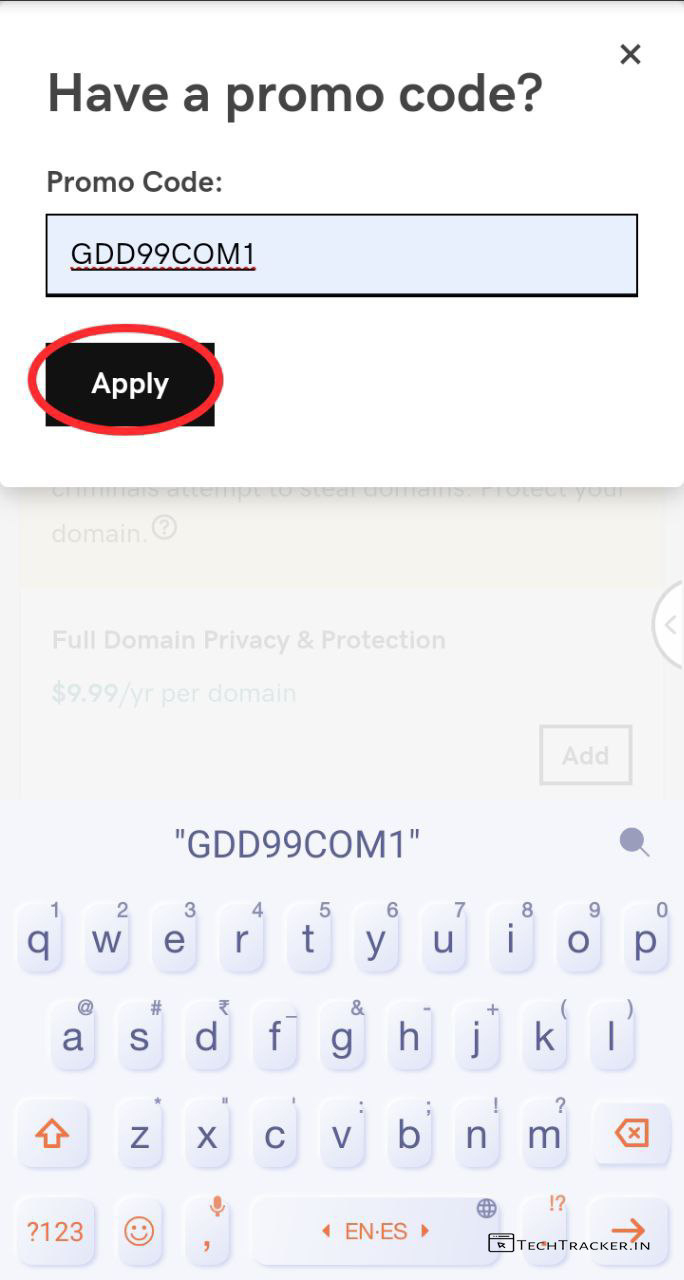 Have a promo code?
Promo Code:
GDD99COM1
Apply
criminals attempt to steal domains. Protect your
domain.
Full Domain Privacy & Protection
$9.99/yr per domain
Add
"GDD99COM1"
1 2 3 4 5 6 7 8 9 0
q w e r t y u i o p
@ # ₹ _ & - + ( )
a s d f g h j k l
* " ' : ; ! ?
z x c v b n m
!?
?123 , EN·ES .
TECHTRACKER.IN